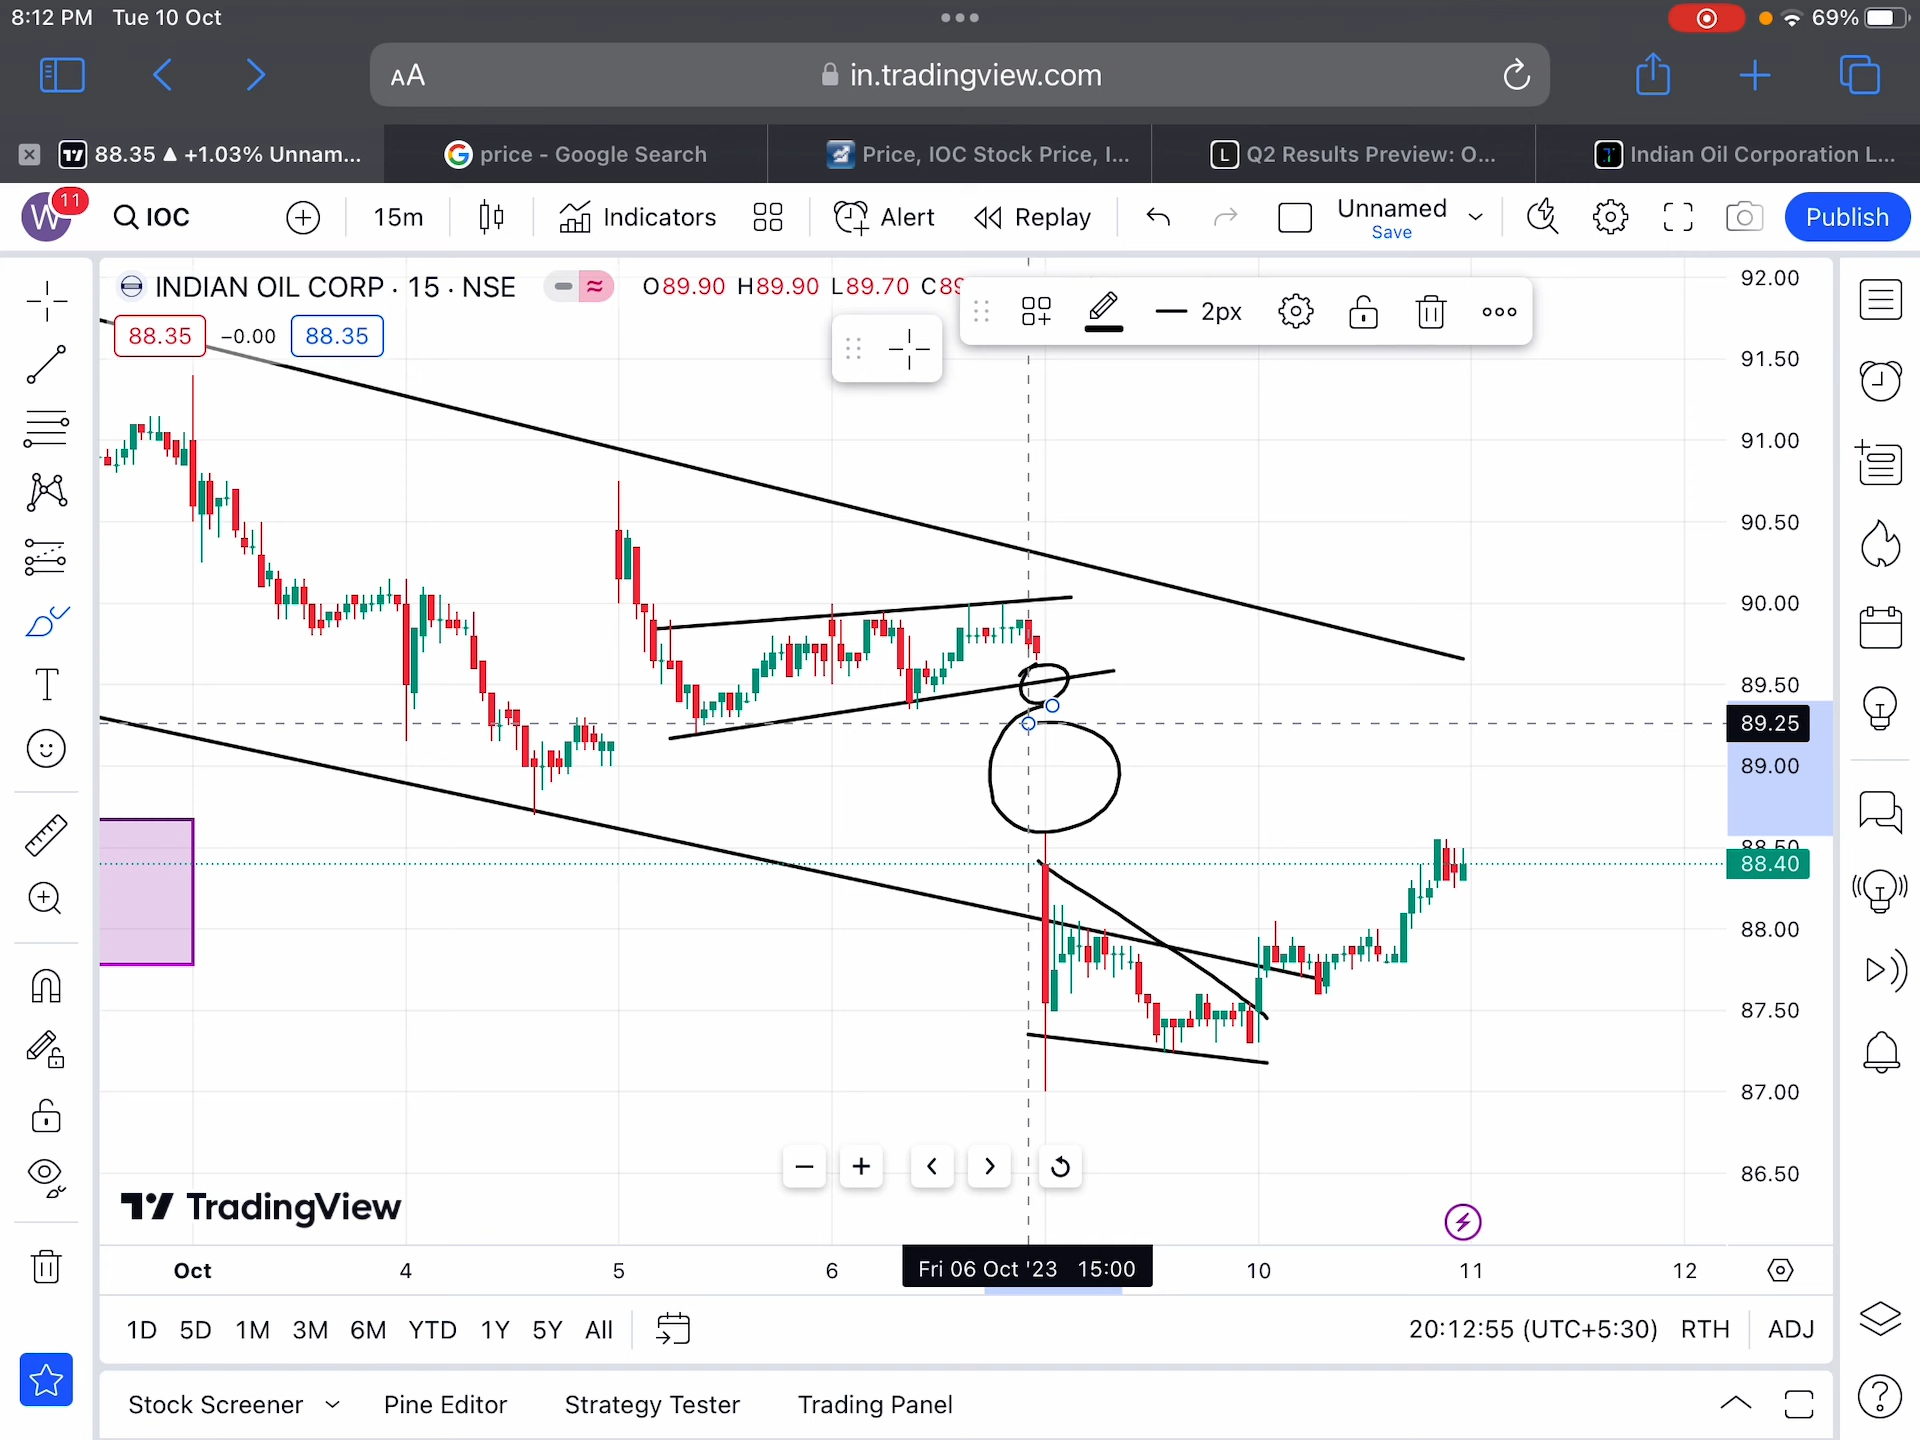 8:12 PM Tue 10 Oct
69%
AA
in.tradingview.com
88.35 ▲ +1.03% Unnam...
price - Google Search
Price, IOC Stock Price, I...
Q2 Results Preview: O...
Indian Oil Corporation L...
W
11
IOC
15m
Indicators
Alert
Replay
Unnamed
Save
Publish
INDIAN OIL CORP · 15 · NSE
O89.90 H89.90 L89.70 C89
2px
88.35 −0.00 88.35
92.00
91.50
91.00
90.50
90.00
89.50
89.25
89.00
88.50
88.40
88.00
87.50
87.00
86.50
TradingView
Oct 4 5 6 Fri 06 Oct '23 15:00 10 11 12
1D 5D 1M 3M 6M YTD 1Y 5Y All
20:12:55 (UTC+5:30) RTH ADJ
Stock Screener Pine Editor Strategy Tester Trading Panel